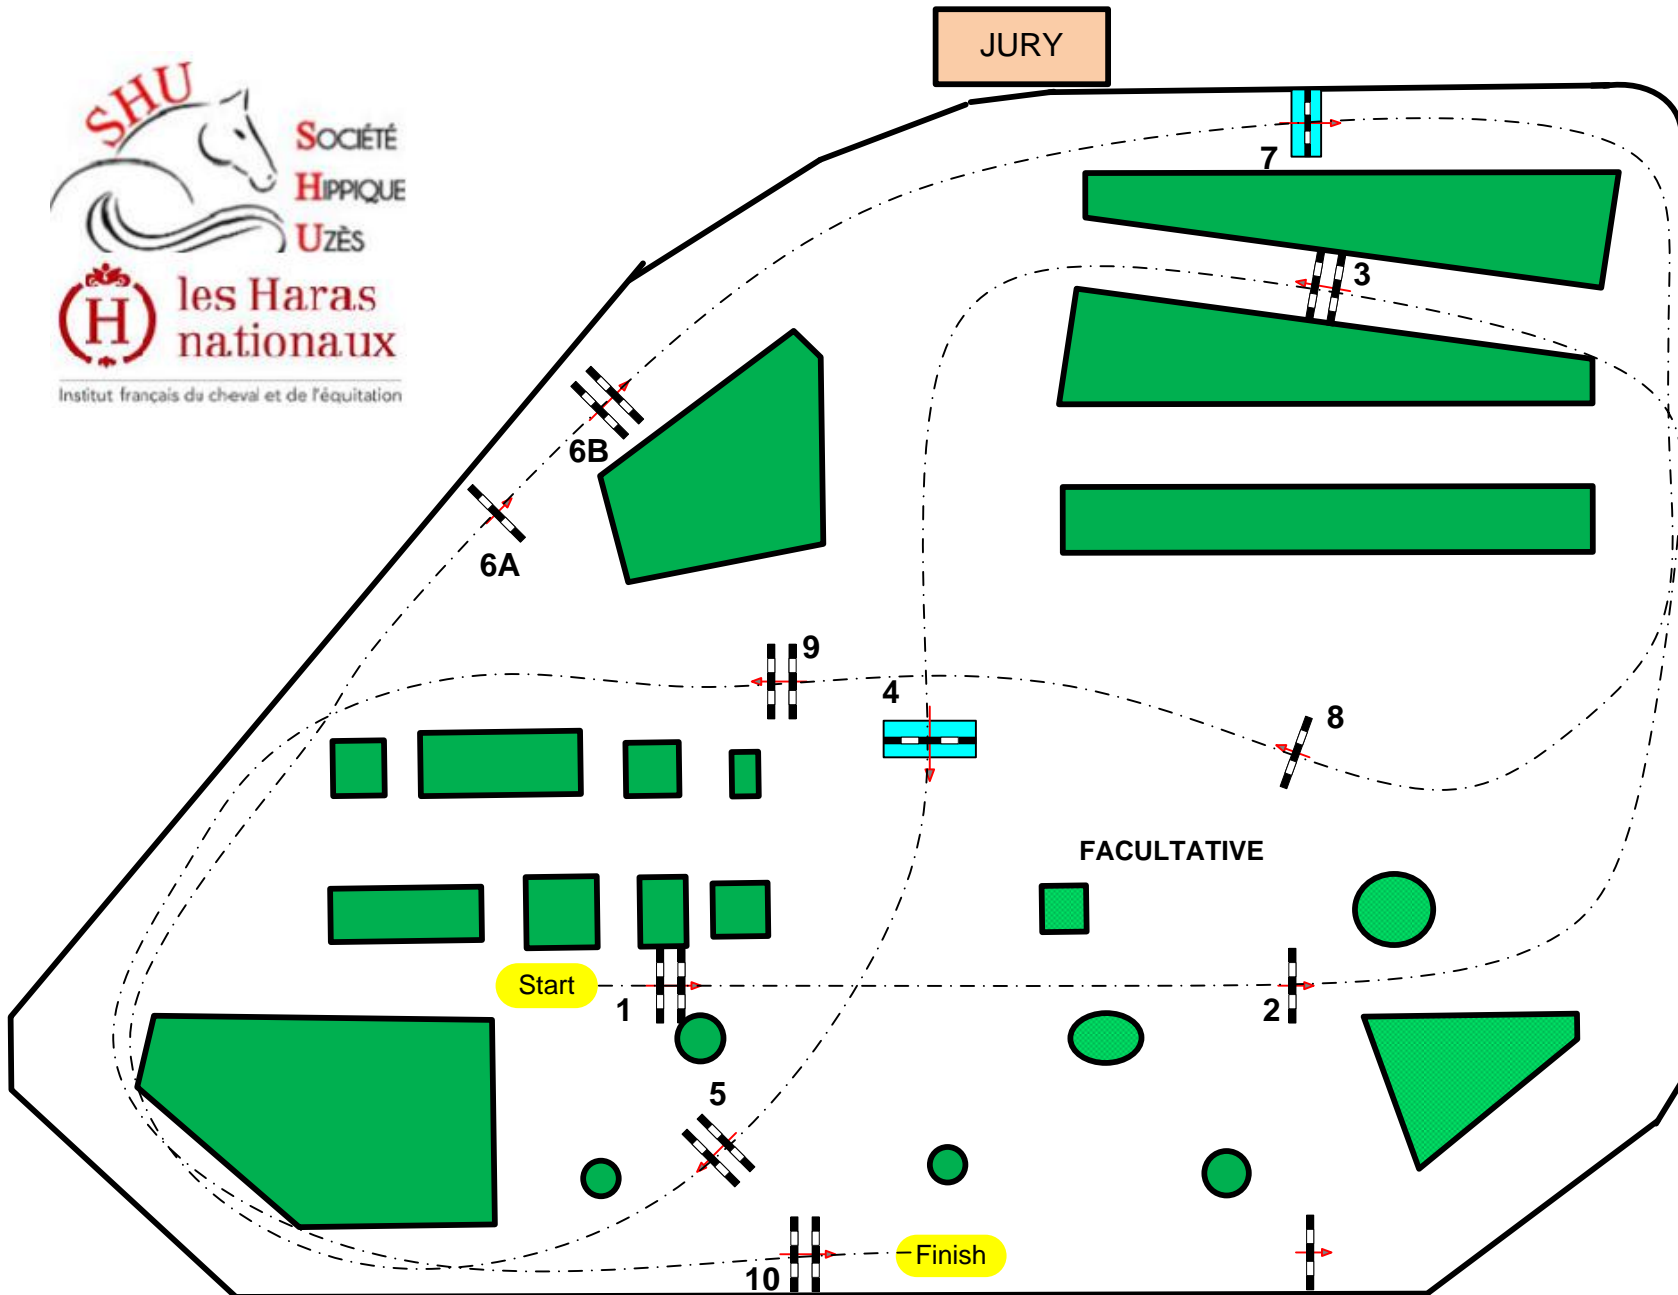 JURY
SHU
SOCIÉTÉ
HIPPIQUE
UZÈS
H
les Haras
nationaux
Institut français du cheval et de l'équitation
7
3
6B
6A
9
4
8
FACULTATIVE
Start
1
2
5
10
Finish